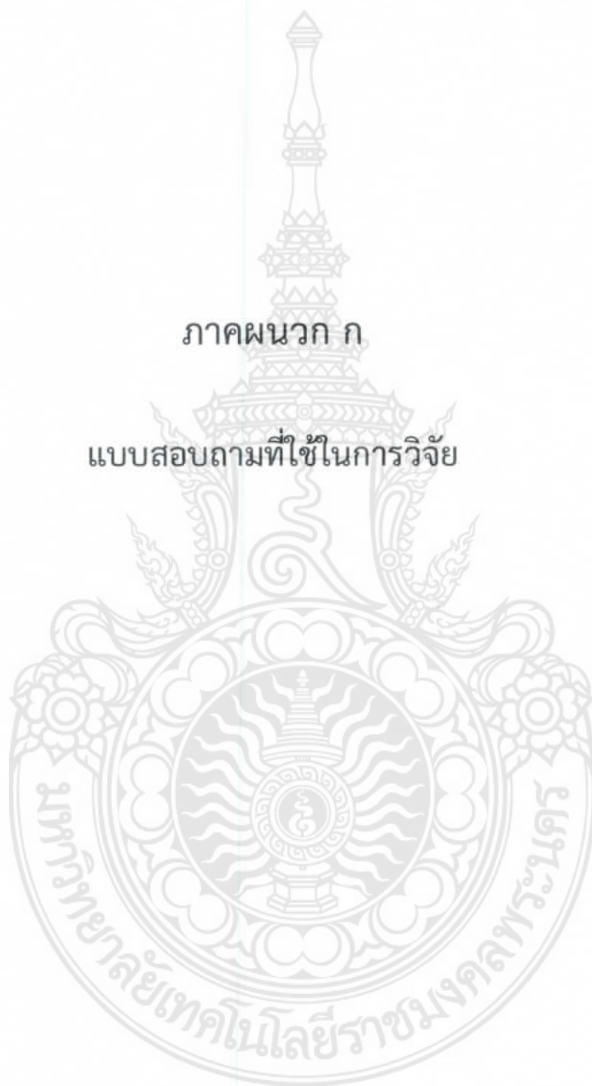 ภาคผนวก ก
แบบสอบถามที่ใช้ในการวิจัย
มหาวิทยาลัยเทคโนโลยีราชมงคลพระนคร